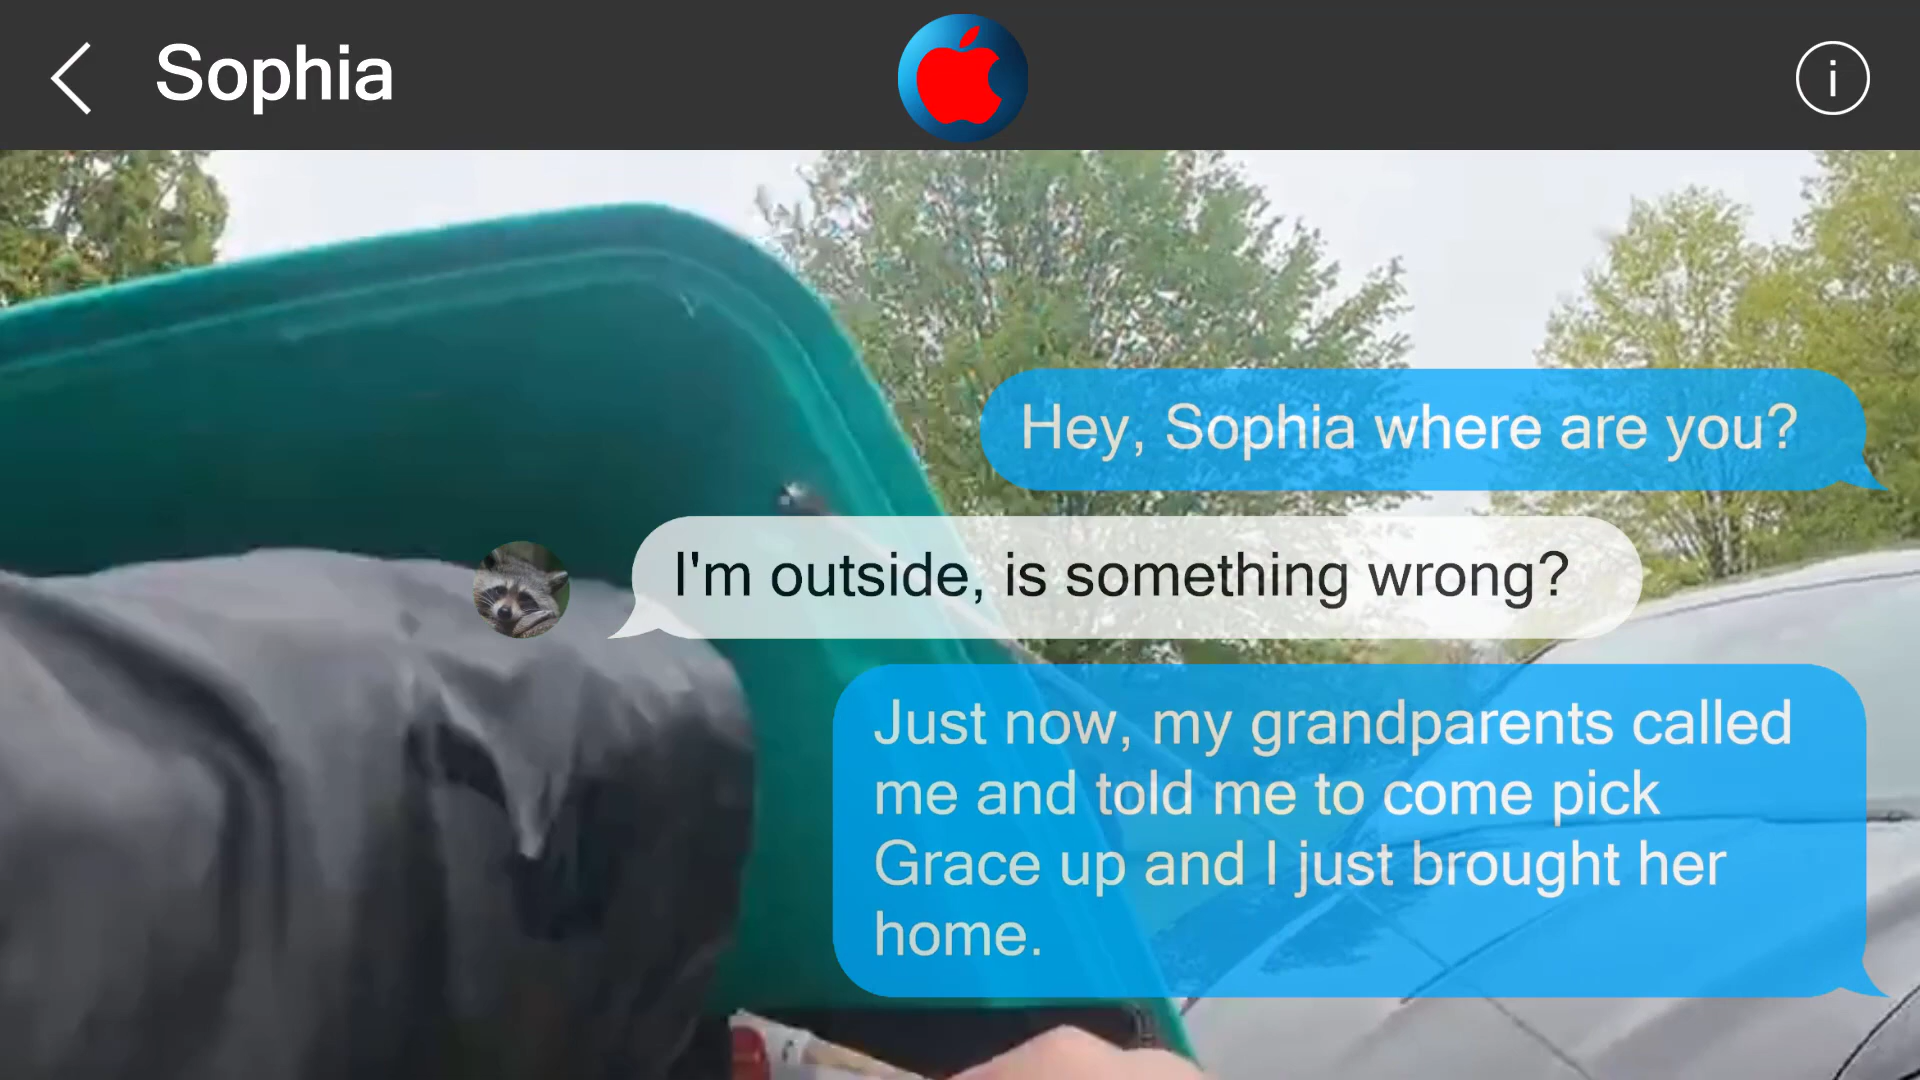 Sophia
i
Hey, Sophia where are you?
I'm outside, is something wrong?
Just now, my grandparents called
me and told me to come pick
Grace up and I just brought her
home.